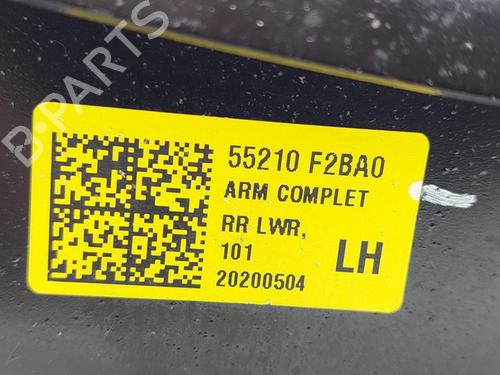 B-PARTS
55210 F2BA0
ARM COMPLET
RR LWR,
101
LH
20200504